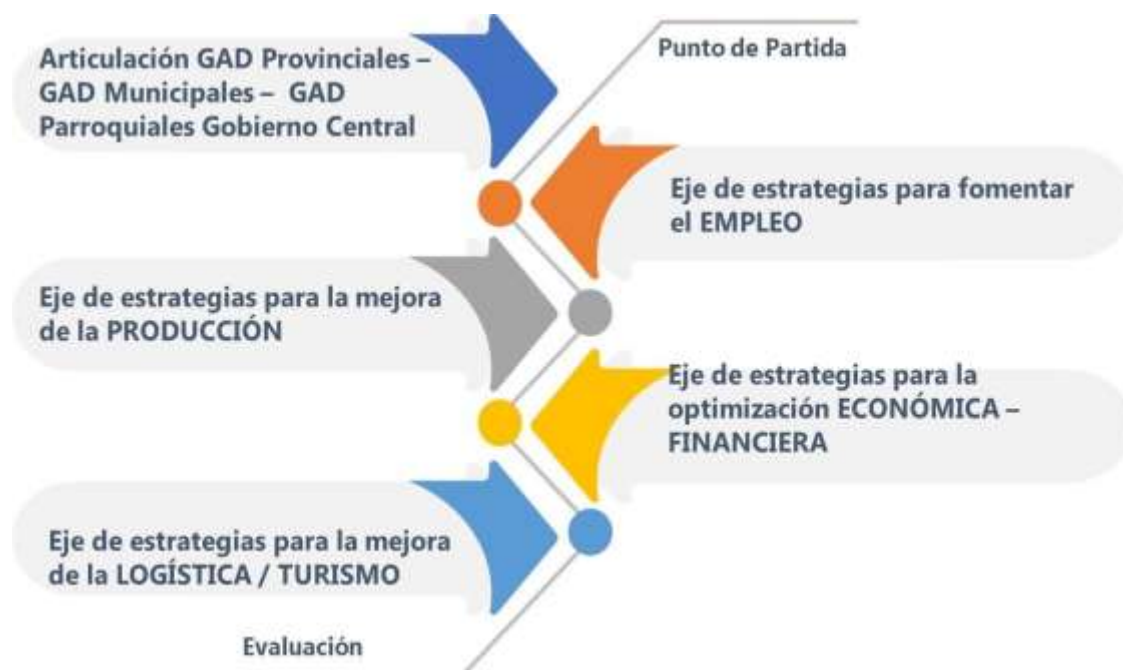 Punto de Partida
Articulación GAD Provinciales –
GAD Municipales – GAD
Parroquiales Gobierno Central
Eje de estrategias para fomentar
el EMPLEO
Eje de estrategias para la mejora
de la PRODUCCIÓN
Eje de estrategias para la
optimización ECONÓMICA –
FINANCIERA
Eje de estrategias para la mejora
de la LOGÍSTICA / TURISMO
Evaluación